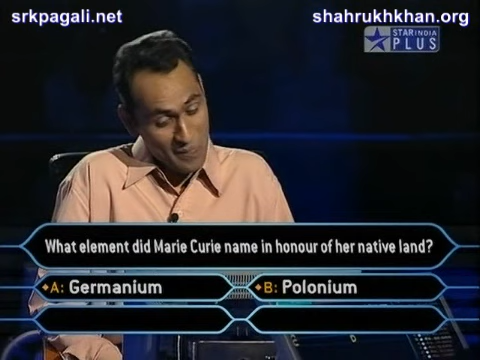 srkpagali.net
shahrukhkhan.org
STAR INDIA
PLUS
What element did Marie Curie name in honour of her native land?
A: Germanium
B: Polonium